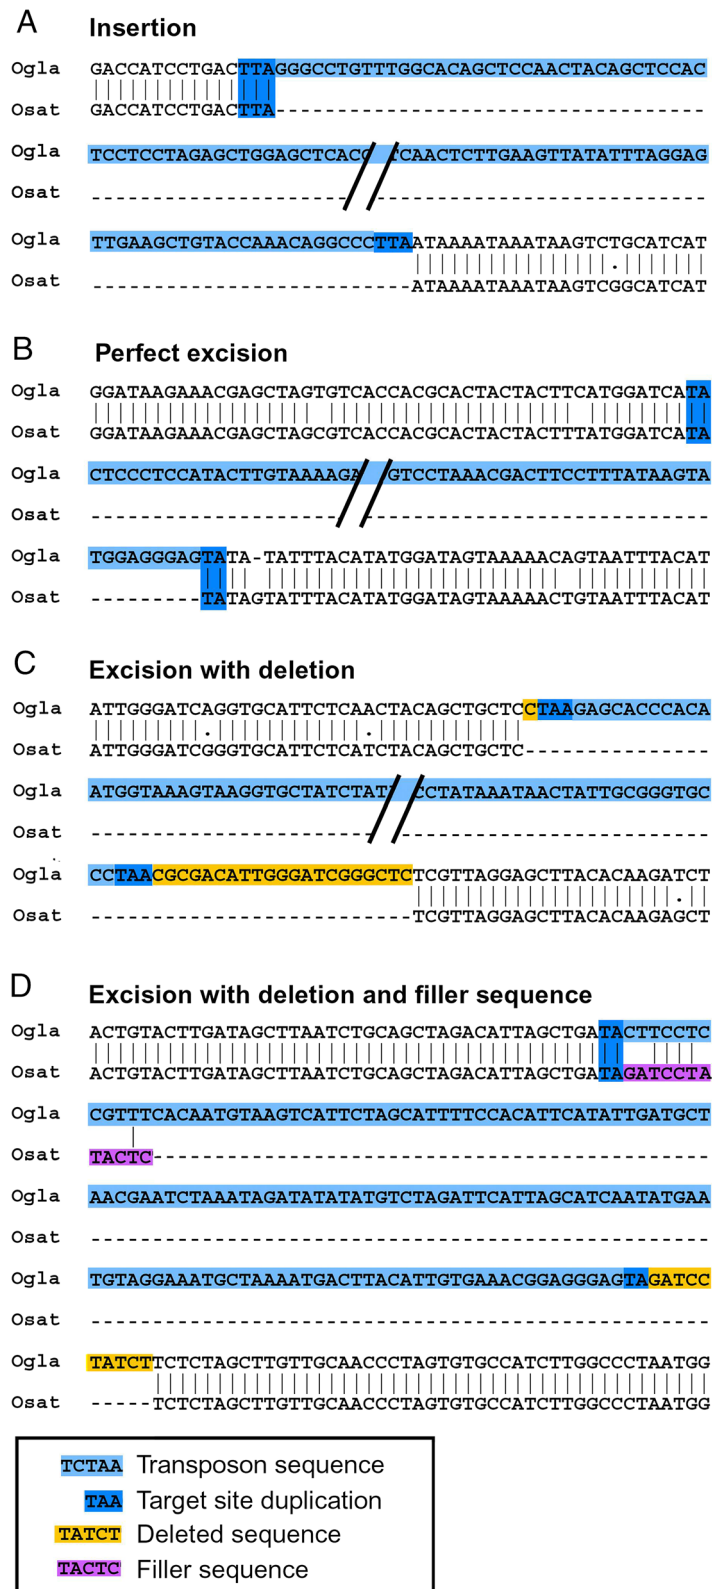 A Insertion
Ogla GACCATCCTGACTTAGGGCCTGTTTGGCACAGCTCCAACTACAGCTCCAC
Osat GACCATCCTGACTTA-----------------------------------
Ogla TCCTCCTAGAGCTGGAGCTCACC TCAACTCTTGAAGTTATATTTAGGAG
Osat --------------------- --------------------------
Ogla TTGAAGCTGTACCAAACAGGCCCTTAATAAAATAAATAAGTCTGCATCAT
Osat --------------------------ATAAAATAAATAAGTCGGCATCAT
B Perfect excision
Ogla GGATAAGAAACGAGCTAGTGTCACCACGCACTACTACTTCATGGATCATA
Osat GGATAAGAAACGAGCTAGCGTCACCACGCACTACTACTTTATGGATCATA
Ogla CTCCCTCCATACTTGTAAAAGA GTCCTAAACGACTTCCTTTATAAGTA
Osat -------------------- ---------------------------
Ogla TGGAGGGAGTATA-TATTTACATATGGATAGTAAAAACAGTAATTTACAT
Osat ---------TATAGTATTTACATATGGATAGTAAAAACTGTAATTTACAT
C Excision with deletion
Ogla ATTGGGATCAGGTGCATTCTCAACTACAGCTGCTCCTAAGAGCACCCACA
Osat ATTGGGATCGGGTGCATTCTCATCTACAGCTGCTC---------------
Ogla ATGGTAAAGTAAGGTGCTATCTAT CCTATAAATAACTATTGCGGGTGC
Osat ----------------------- -------------------------
Ogla CCTAACGCGACATTGGGATCGGGCTCTCGTTAGGAGCTTACACAAGATCT
Osat --------------------------TCGTTAGGAGCTTACACAAGAGCT
D Excision with deletion and filler sequence
Ogla ACTGTACTTGATAGCTTAATCTGCAGCTAGACATTAGCTGATACTTCCTC
Osat ACTGTACTTGATAGCTTAATCTGCAGCTAGACATTAGCTGATAGATCCTA
Ogla CGTTTCACAATGTAAGTCATTCTAGCATTTTCCACATTCATATTGATGCT
Osat TACTC---------------------------------------------
Ogla AACGAATCTAAATAGATATATATGTCTAGATTCATTAGCATCAATATGAA
Osat --------------------------------------------------
Ogla TGTAGGAAATGCTAAAATGACTTACATTGTGAAACGGAGGGAGTAGATCC
Osat --------------------------------------------------
Ogla TATCTTCTCTAGCTTGTTGCAACCCTAGTGTGCCATCTTGGCCCTAATGG
Osat -----TCTCTAGCTTGTTGCAACCCTAGTGTGCCATCTTGGCCCTAATGG
TCTAA Transposon sequence
TAA Target site duplication
TATCT Deleted sequence
TACTC Filler sequence